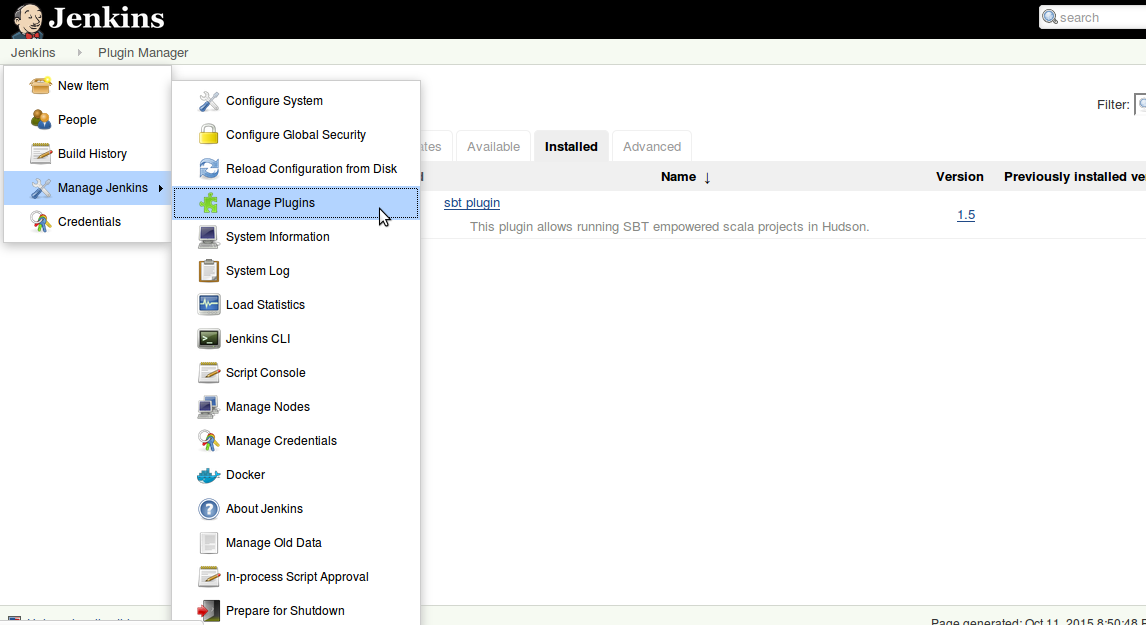 Jenkins
search
Jenkins Plugin Manager
New Item
People
Build History
Manage Jenkins
Credentials
Configure System
Configure Global Security
Reload Configuration from Disk
Manage Plugins
System Information
System Log
Load Statistics
Jenkins CLI
Script Console
Manage Nodes
Manage Credentials
Docker
About Jenkins
Manage Old Data
In-process Script Approval
Prepare for Shutdown
Filter:
ates Available Installed Advanced
Name ↓ Version Previously installed ve
sbt plugin
1.5
This plugin allows running SBT empowered scala projects in Hudson.
Page generated: Oct 11, 2015 8:50:48